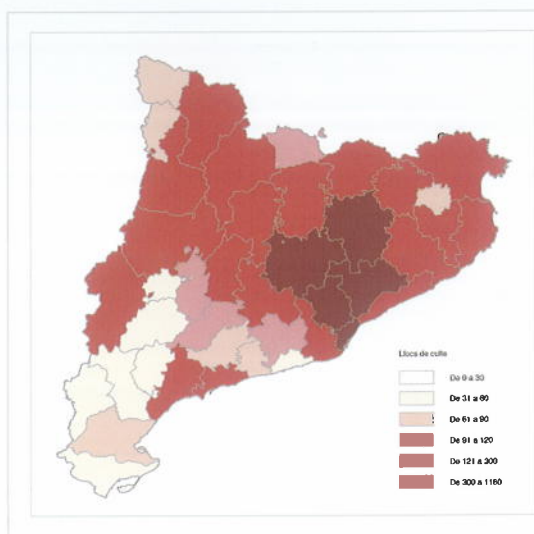 Llocs de culte
De 0 a 30
De 31 a 60
De 61 a 90
De 91 a 120
De 121 a 300
De 300 a 1160